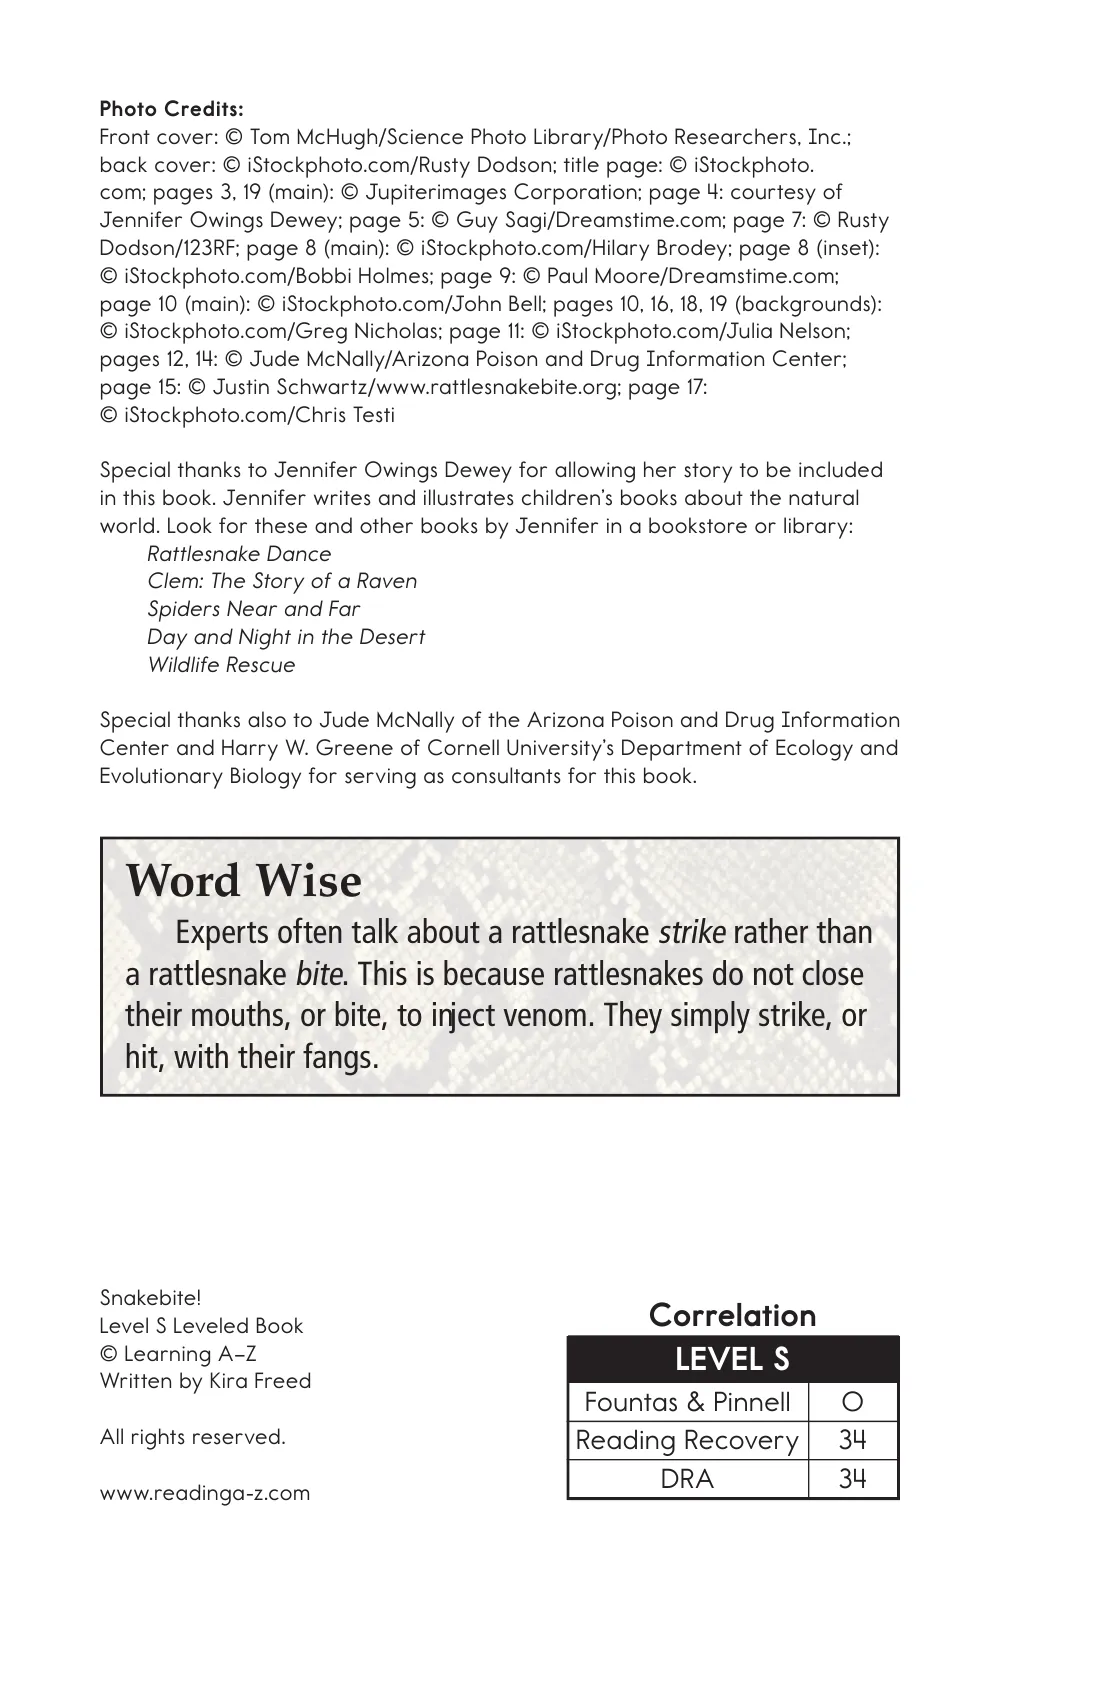 Photo Credits:
Front cover: © Tom McHugh/Science Photo Library/Photo Researchers, Inc.;
back cover: © iStockphoto.com/Rusty Dodson; title page: © iStockphoto.
com; pages 3, 19 (main): © Jupiterimages Corporation; page 4: courtesy of
Jennifer Owings Dewey; page 5: © Guy Sagi/Dreamstime.com; page 7: © Rusty
Dodson/123RF; page 8 (main): © iStockphoto.com/Hilary Brodey; page 8 (inset):
© iStockphoto.com/Bobbi Holmes; page 9: © Paul Moore/Dreamstime.com;
page 10 (main): © iStockphoto.com/John Bell; pages 10, 16, 18, 19 (backgrounds):
© iStockphoto.com/Greg Nicholas; page 11: © iStockphoto.com/Julia Nelson;
pages 12, 14: © Jude McNally/Arizona Poison and Drug Information Center;
page 15: © Justin Schwartz/www.rattlesnakebite.org; page 17:
© iStockphoto.com/Chris Testi
Special thanks to Jennifer Owings Dewey for allowing her story to be included
in this book. Jennifer writes and illustrates children's books about the natural
world. Look for these and other books by Jennifer in a bookstore or library:
Rattlesnake Dance
Clem: The Story of a Raven
Spiders Near and Far
Day and Night in the Desert
Wildlife Rescue
Special thanks also to Jude McNally of the Arizona Poison and Drug Information
Center and Harry W. Greene of Cornell University's Department of Ecology and
Evolutionary Biology for serving as consultants for this book.
Word Wise
Experts often talk about a rattlesnake strike rather than
a rattlesnake bite. This is because rattlesnakes do not close
their mouths, or bite, to inject venom. They simply strike, or
hit, with their fangs.
Snakebite!
Level S Leveled Book
© Learning A–Z
Written by Kira Freed
All rights reserved.
www.readinga-z.com
Correlation
LEVEL S
Fountas & Pinnell O
Reading Recovery 34
DRA 34